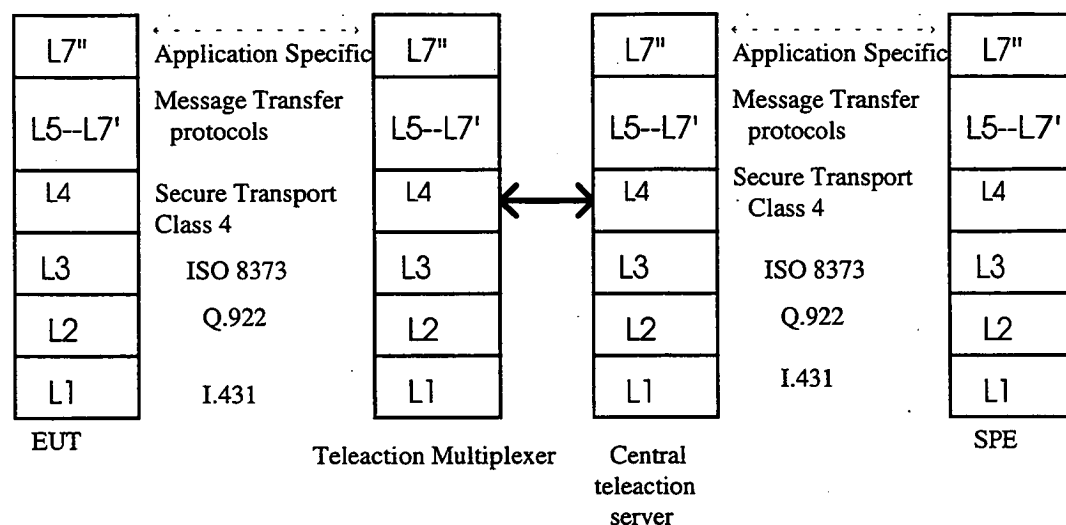 L7" Application Specific L7" L7" Application Specific L7"
L5--L7' Message Transfer protocols L5--L7' L5--L7' Message Transfer protocols L5--L7'
L4 Secure Transport Class 4 L4 L4 Secure Transport Class 4 L4
L3 ISO 8373 L3 L3 ISO 8373 L3
L2 Q.922 L2 L2 Q.922 L2
L1 I.431 L1 L1 I.431 L1
EUT
Teleaction Multiplexer
Central
teleaction
server
SPE